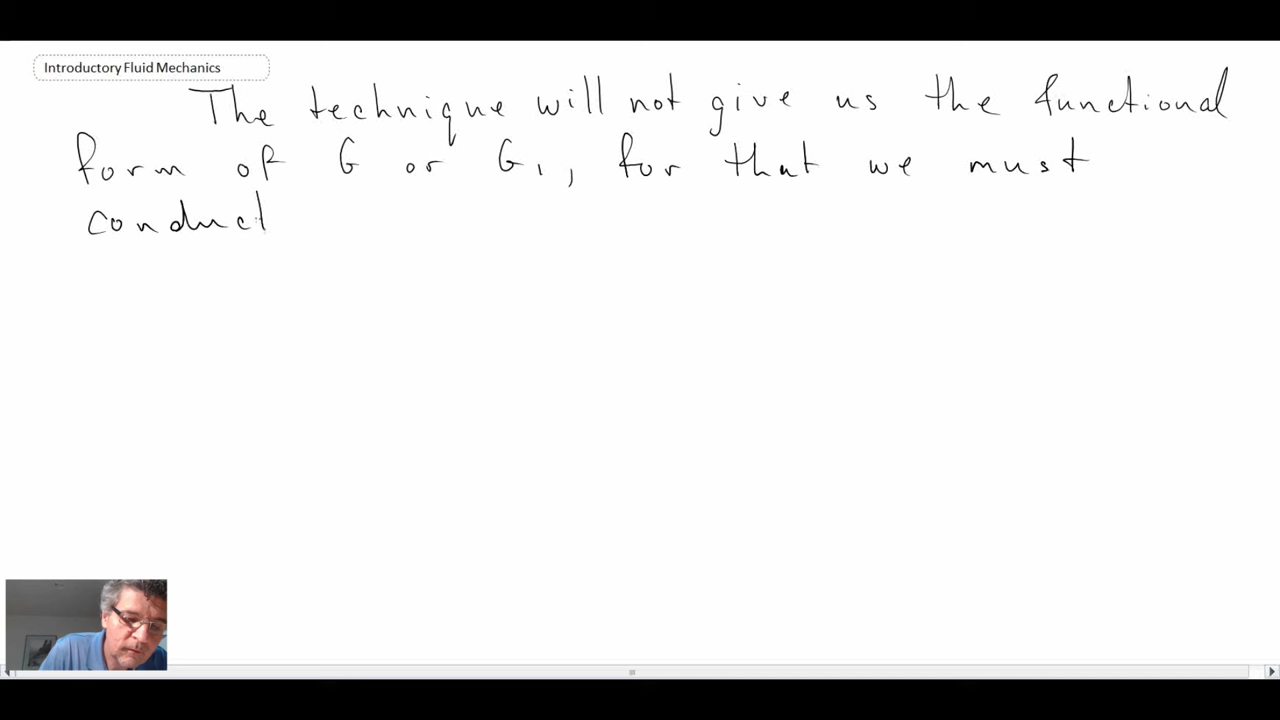 Introductory Fluid Mechanics
The technique will not give us the functional
form of G or G₁, for that we must
conduct